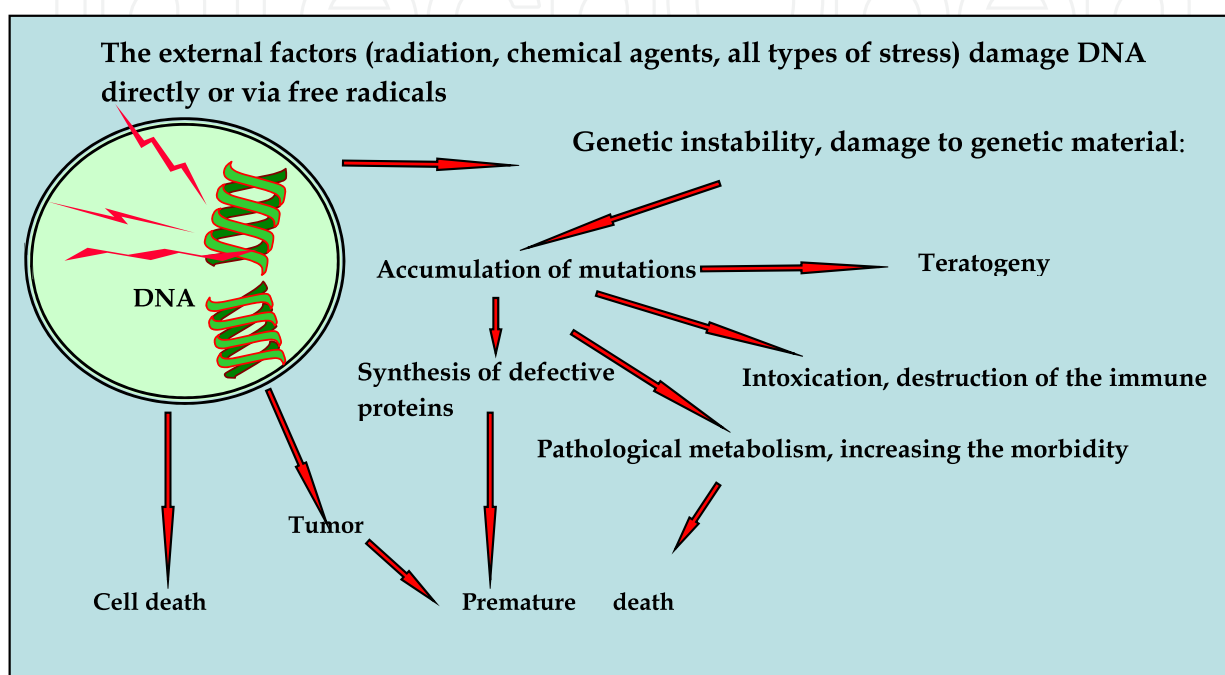 The external factors (radiation, chemical agents, all types of stress) damage DNA
directly or via free radicals
Genetic instability, damage to genetic material:
Accumulation of mutations
Teratogeny
DNA
Synthesis of defective
proteins
Intoxication, destruction of the immune
Pathological metabolism, increasing the morbidity
Tumor
Cell death
Premature death